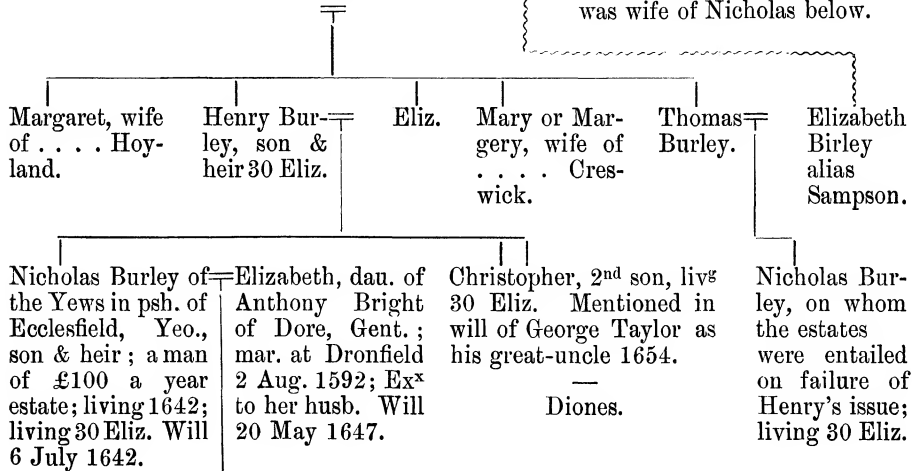 was wife of Nicholas below.
Margaret, wife
of . . . . Hoy-
land.
Henry Bur-
ley, son &
heir 30 Eliz.
Eliz.
Mary or Mar-
gery, wife of
. . . . Cres-
wick.
Thomas
Burley.
Elizabeth
Birley
alias
Sampson.
Nicholas Burley of
the Yews in psh. of
Ecclesfield, Yeo.,
son & heir ; a man
of £100 a year
estate; living 1642;
living 30 Eliz. Will
6 July 1642.
Elizabeth, dau. of
Anthony Bright
of Dore, Gent. ;
mar. at Dronfield
2 Aug. 1592; Exˣ
to her husb. Will
20 May 1647.
Christopher, 2ⁿᵈ son, livᵍ
30 Eliz. Mentioned in
will of George Taylor as
his great-uncle 1654.
—
Diones.
Nicholas Bur-
ley, on whom
the estates
were entailed
on failure of
Henry's issue;
living 30 Eliz.